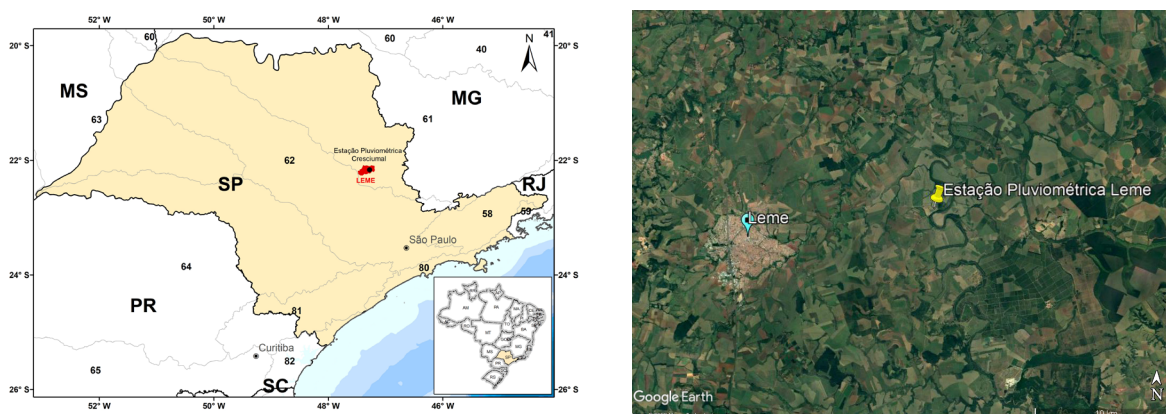 52° W
50° W
48° W
46° W
20° S
60
60
40
41
N
MS
MG
63
61
22° S
62
Estação Pluviométrica
Cresciumal
LEME
SP
RJ
58
59
São Paulo
24° S
64
80
PR
81
Curitiba
82
65
26° S
SC
52° W
50° W
48° W
46° W
20° S
22° S
24° S
26° S
Estação Pluviométrica Leme
Leme
Google Earth
N
10 km